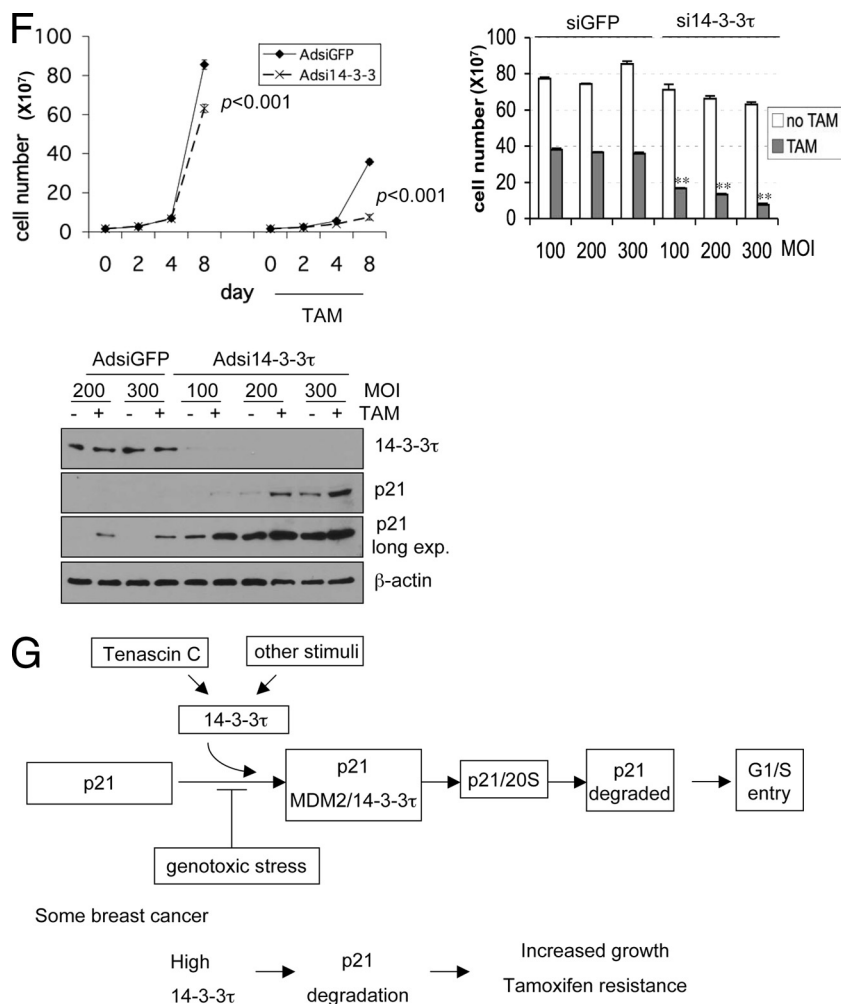 F
100
80
60
40
20
0
cell number (X10⁷)
AdsiGFP
Adsi14-3-3
p<0.001
p<0.001
0 2 4 8 0 2 4 8
day
TAM
siGFP si14-3-3τ
100
80
60
40
20
0
cell number (X10⁷)
no TAM
TAM
** ** **
100 200 300 100 200 300 MOI
AdsiGFP Adsi14-3-3τ
200 300 100 200 300 MOI
- + - + - + - + - + TAM
14-3-3τ
p21
p21
long exp.
β-actin
G
Tenascin C other stimuli
14-3-3τ
p21
p21
MDM2/14-3-3τ
p21/20S
p21
degraded
G1/S
entry
genotoxic stress
Some breast cancer
High
14-3-3τ
p21
degradation
Increased growth
Tamoxifen resistance